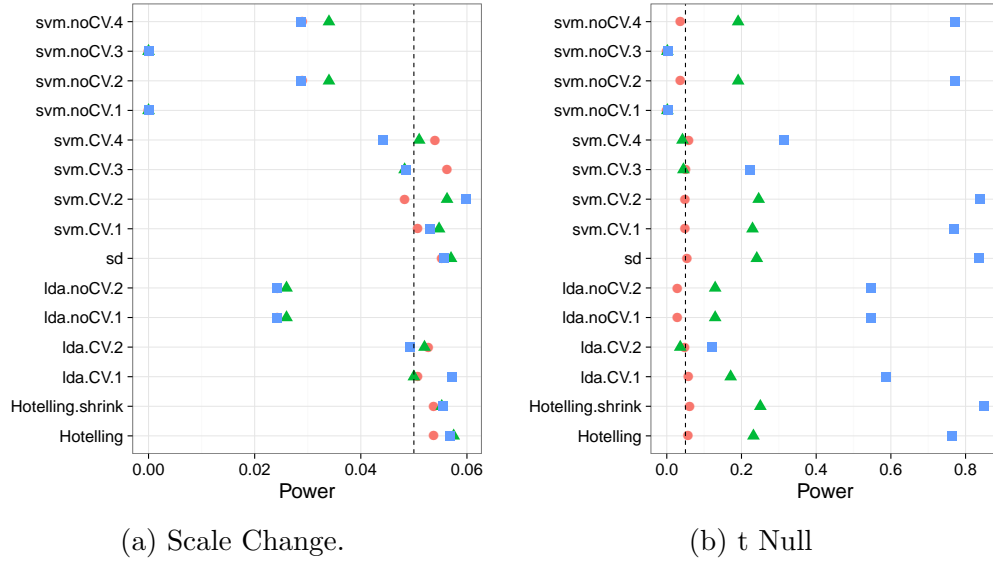 svm.noCV.4
svm.noCV.3
svm.noCV.2
svm.noCV.1
svm.CV.4
svm.CV.3
svm.CV.2
svm.CV.1
sd
lda.noCV.2
lda.noCV.1
lda.CV.2
lda.CV.1
Hotelling.shrink
Hotelling
0.00 0.02 0.04 0.06
Power
(a) Scale Change.
svm.noCV.4
svm.noCV.3
svm.noCV.2
svm.noCV.1
svm.CV.4
svm.CV.3
svm.CV.2
svm.CV.1
sd
lda.noCV.2
lda.noCV.1
lda.CV.2
lda.CV.1
Hotelling.shrink
Hotelling
0.0 0.2 0.4 0.6 0.8
Power
(b) t Null